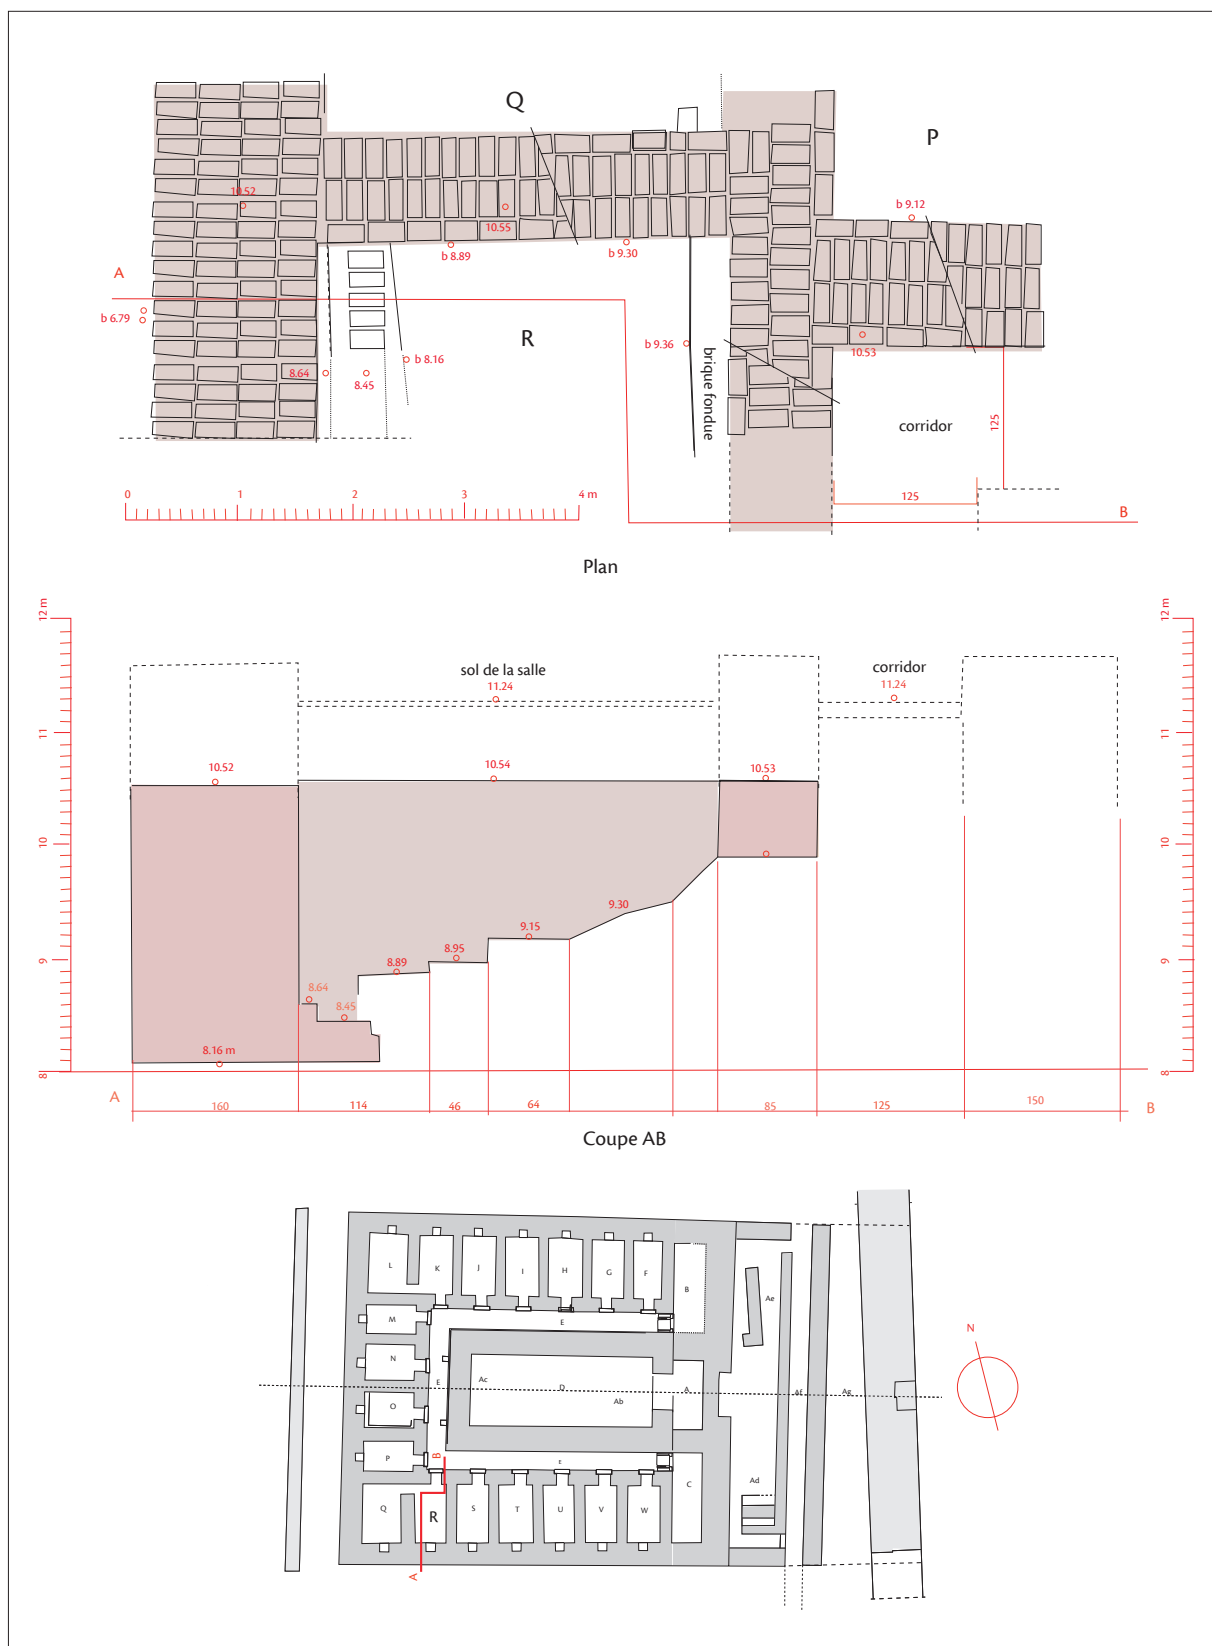 Q
P
10.52
b 9.12
10.55
b 8.89
b 9.30
A
b 6.79
R
b 9.36
10.53
b 8.16
8.64
8.45
brique fondue
corridor
125
0 1 2 3 4 m
125
B
Plan
12 m
12 m
sol de la salle
corridor
11.24
11.24
11
11
10.52
10.54
10.53
10
10
9.30
9.15
8.95
8.89
9
9
8.64
8.45
8.16 m
8
8
A
160
114
46
64
85
125
150
B
Coupe AB
L
K
J
I
H
G
F
B
Ae
M
E
N
N
E
Ac
D
Ab
A
Af
Ag
O
P
B
E
Ad
Q
R
S
T
U
V
W
C
A